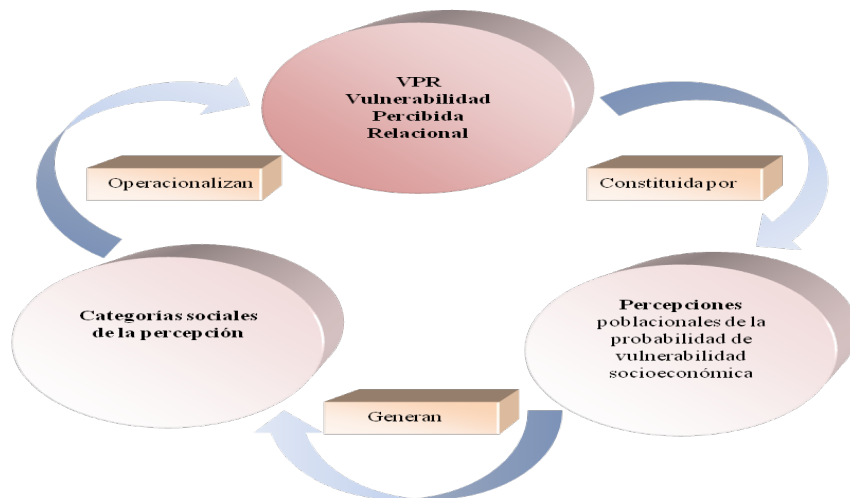 VPR
Vulnerabilidad
Percibida
Relacional
Operacionalizan
Constituida por
Categorías sociales
de la percepción
Percepciones
poblacionales de la
probabilidad de
vulnerabilidad
socioeconómica
Generan